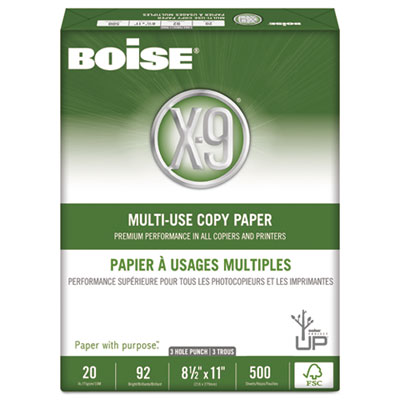 BOISE®
X-9®
MULTI-USE COPY PAPER
PREMIUM PERFORMANCE IN ALL COPIERS AND PRINTERS
PAPIER À USAGES MULTIPLES
PERFORMANCE SUPÉRIEURE POUR TOUS LES PHOTOCOPIEURS ET LES IMPRIMANTES
Paper with purpose™
PROJECT
UP
3 HOLE PUNCH 3 TROUS
20 92 8½" x 11" 500
FSC